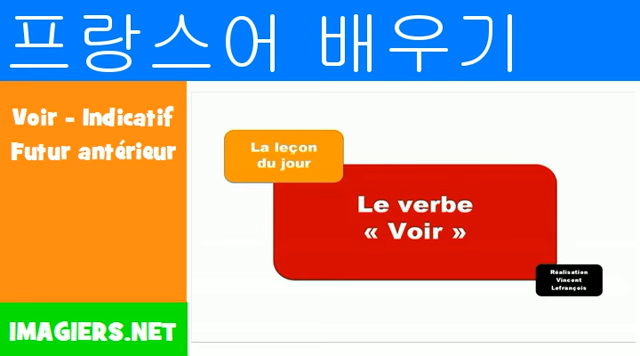 프랑스어 배우기
Voir - Indicatif
Futur antérieur
La leçon
du jour
Le verbe
« Voir »
Réalisation
Vincent
Lefrançois
IMAGIERS.NET